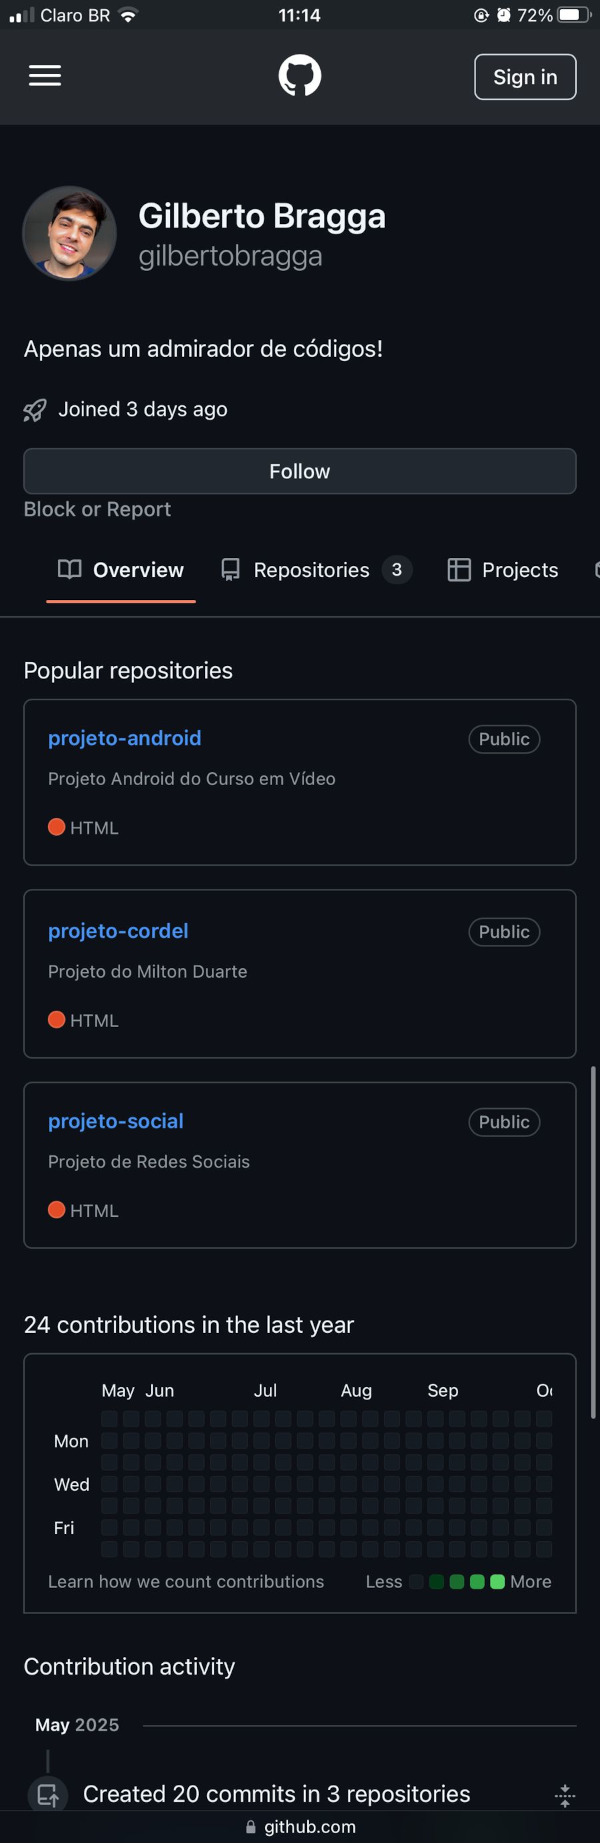 Claro BR 11:14 72%
Sign in
Gilberto Bragga
gilbertobragga
Apenas um admirador de códigos!
Joined 3 days ago
Follow
Block or Report
Overview Repositories 3 Projects
Popular repositories
projeto-android Public
Projeto Android do Curso em Vídeo
HTML
projeto-cordel Public
Projeto do Milton Duarte
HTML
projeto-social Public
Projeto de Redes Sociais
HTML
24 contributions in the last year
May Jun Jul Aug Sep
Mon
Wed
Fri
Learn how we count contributions Less More
Contribution activity
May 2025
Created 20 commits in 3 repositories
github.com